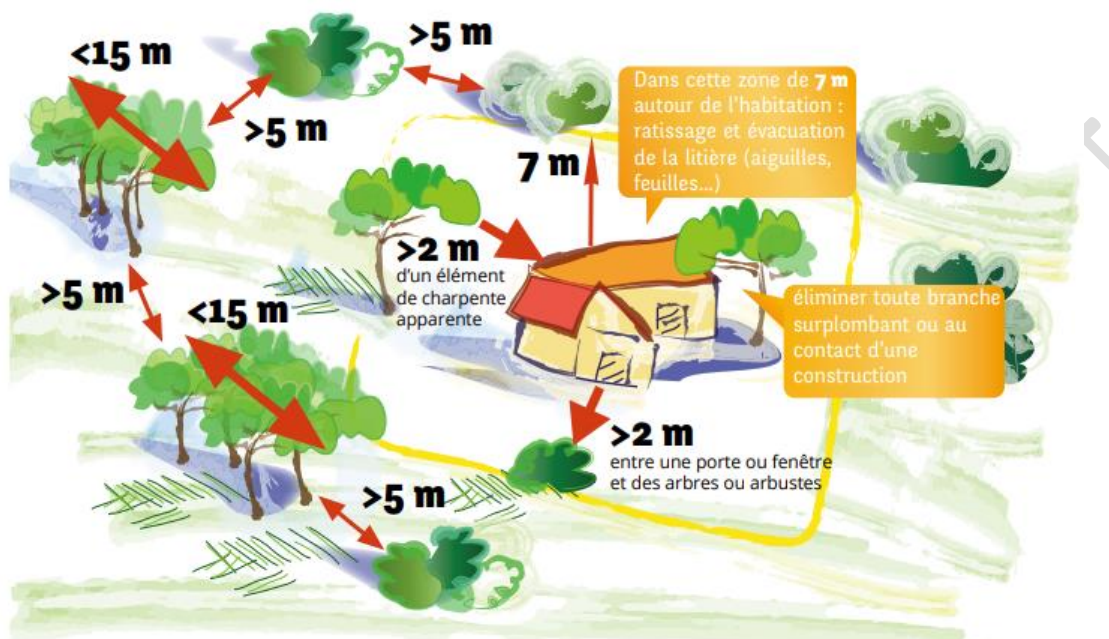 <15 m
>5 m
>5 m
Dans cette zone de 7 m
autour de l'habitation :
ratissage et évacuation
de la litière (aiguilles,
feuilles...)
7 m
>2 m
d'un élément
de charpente
apparente
>5 m
<15 m
éliminer toute branche
surplombant ou au
contact d'une
construction
>2 m
entre une porte ou fenêtre
et des arbres ou arbustes
>5 m